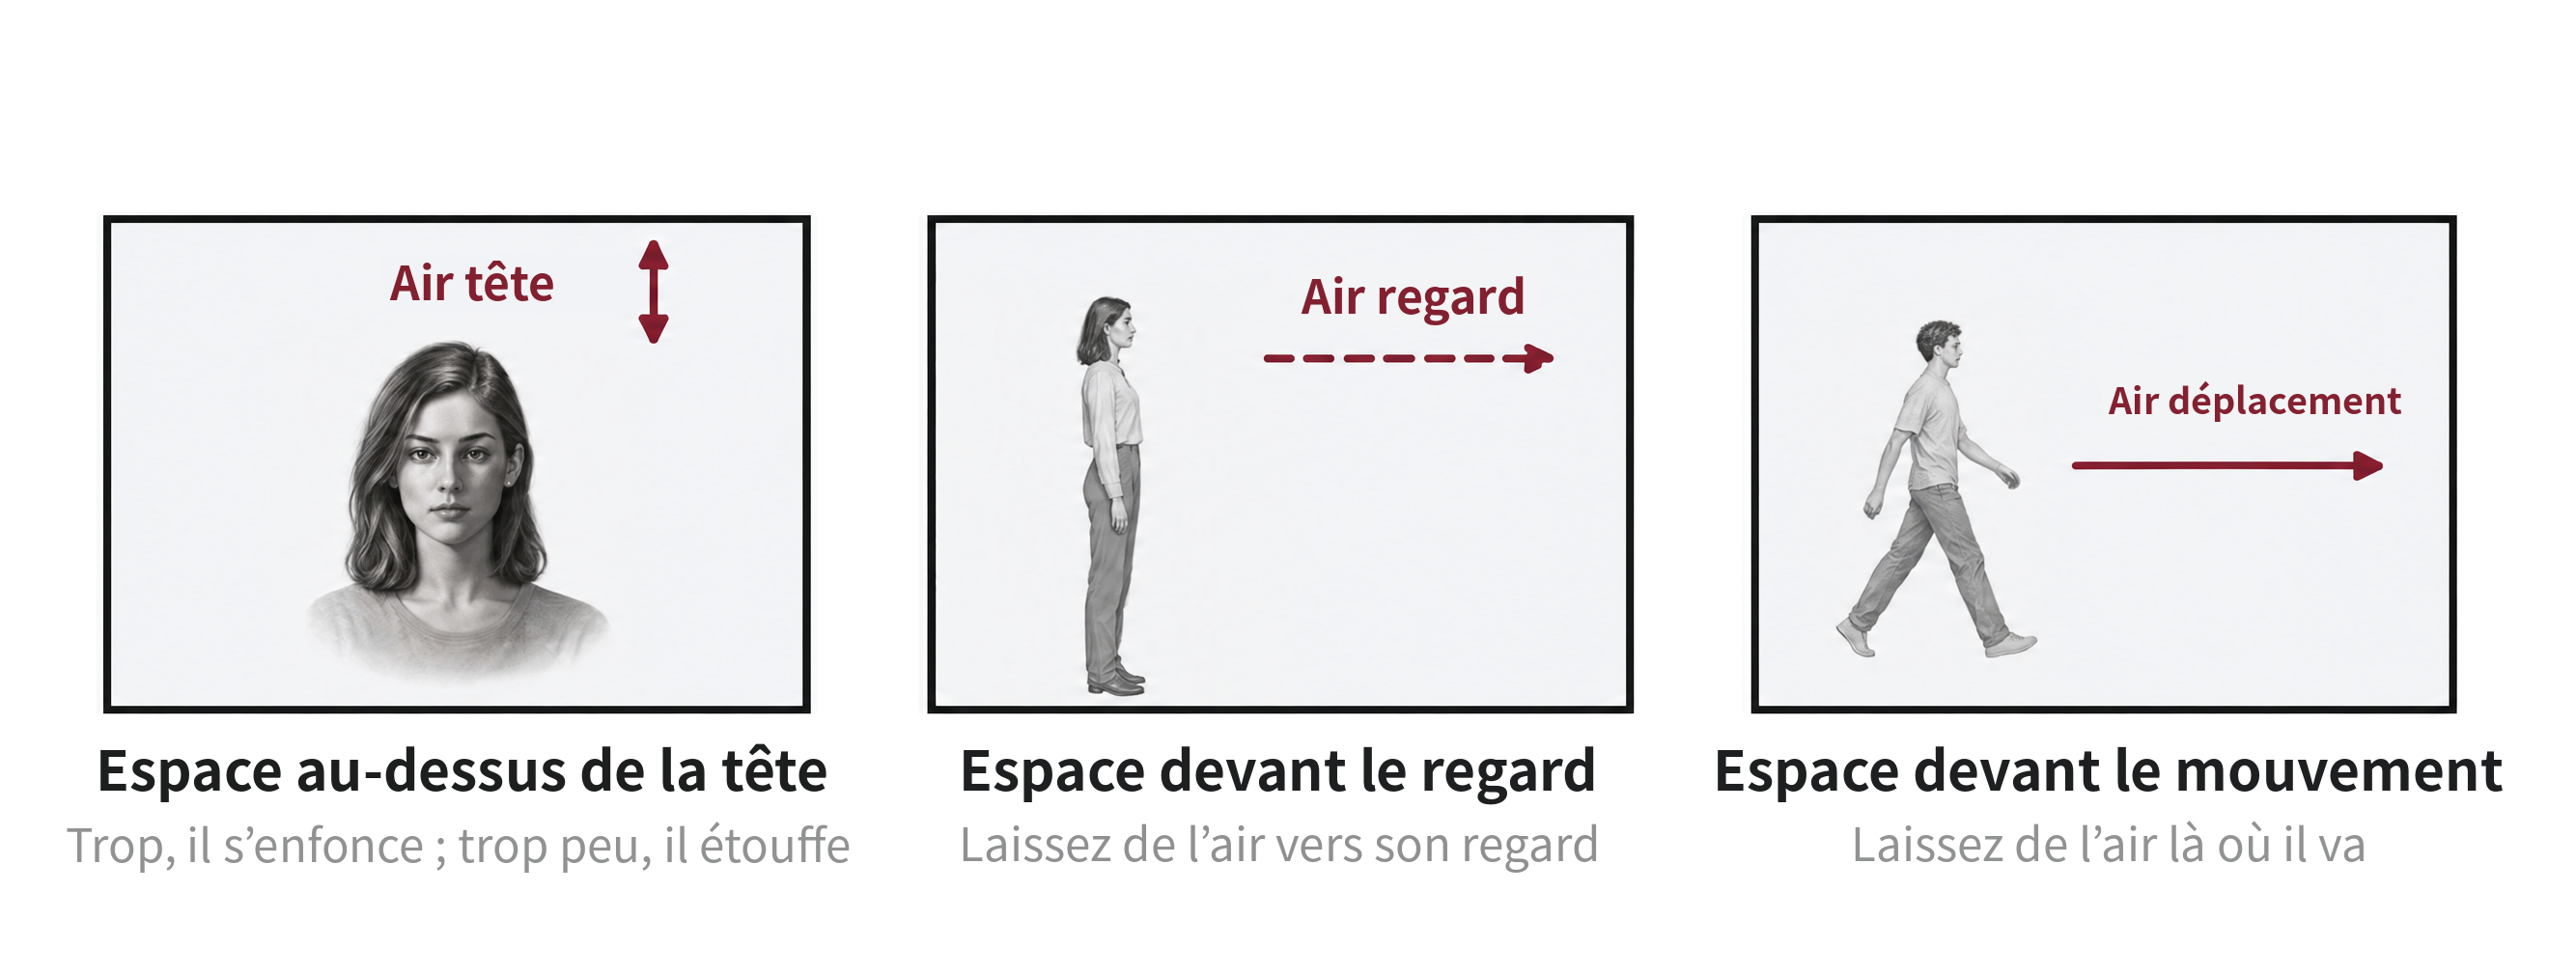 Air tête
Air regard
Air déplacement
Espace au-dessus de la tête
Trop, il s’enfonce ; trop peu, il étouffe
Espace devant le regard
Laissez de l’air vers son regard
Espace devant le mouvement
Laissez de l’air là où il va